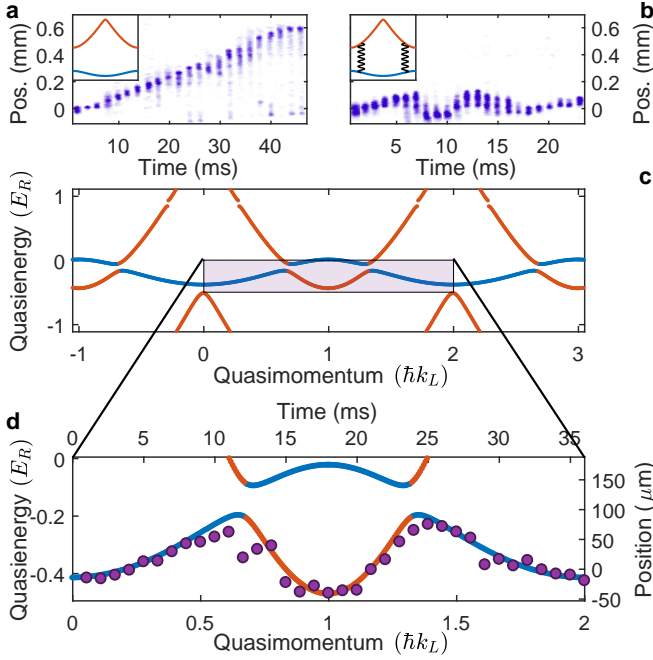 a
b
Pos. (mm)
0.6
0.4
0.2
0
10 20 30 40
Time (ms)
0.6
0.4
0.2
0
Pos. (mm)
5 10 15 20
Time (ms)
c
Quasienergy (E_R)
1
0
-1
-1 0 1 2 3
Quasimomentum (ħk_L)
d
Time (ms)
0 5 10 15 20 25 30 35
Quasienergy (E_R)
0
-0.2
-0.4
150
100
50
0
-50
Position (μm)
0 0.5 1 1.5 2
Quasimomentum (ħk_L)